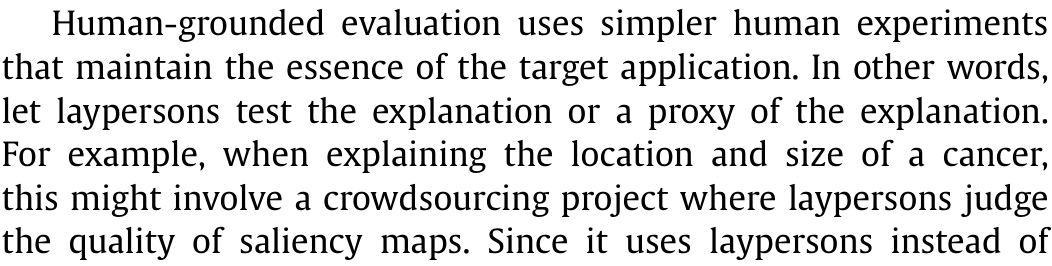 Human-grounded evaluation uses simpler human experiments
that maintain the essence of the target application. In other words,
let laypersons test the explanation or a proxy of the explanation.
For example, when explaining the location and size of a cancer,
this might involve a crowdsourcing project where laypersons judge
the quality of saliency maps. Since it uses laypersons instead of